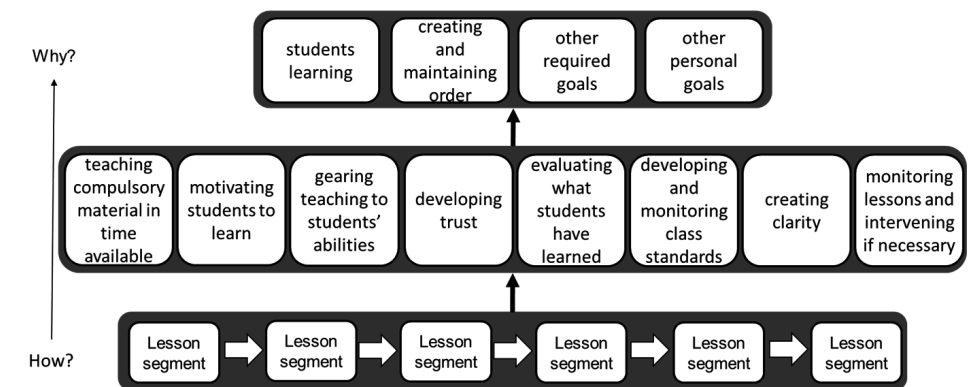 Why?
students
learning
creating
and
maintaining
order
other
required
goals
other
personal
goals
teaching
compulsory
material in
time
available
motivating
students to
learn
gearing
teaching to
students'
abilities
developing
trust
evaluating
what
students
have
learned
developing
and
monitoring
class
standards
creating
clarity
monitoring
lessons and
intervening
if necessary
How?
Lesson
segment
Lesson
segment
Lesson
segment
Lesson
segment
Lesson
segment
Lesson
segment